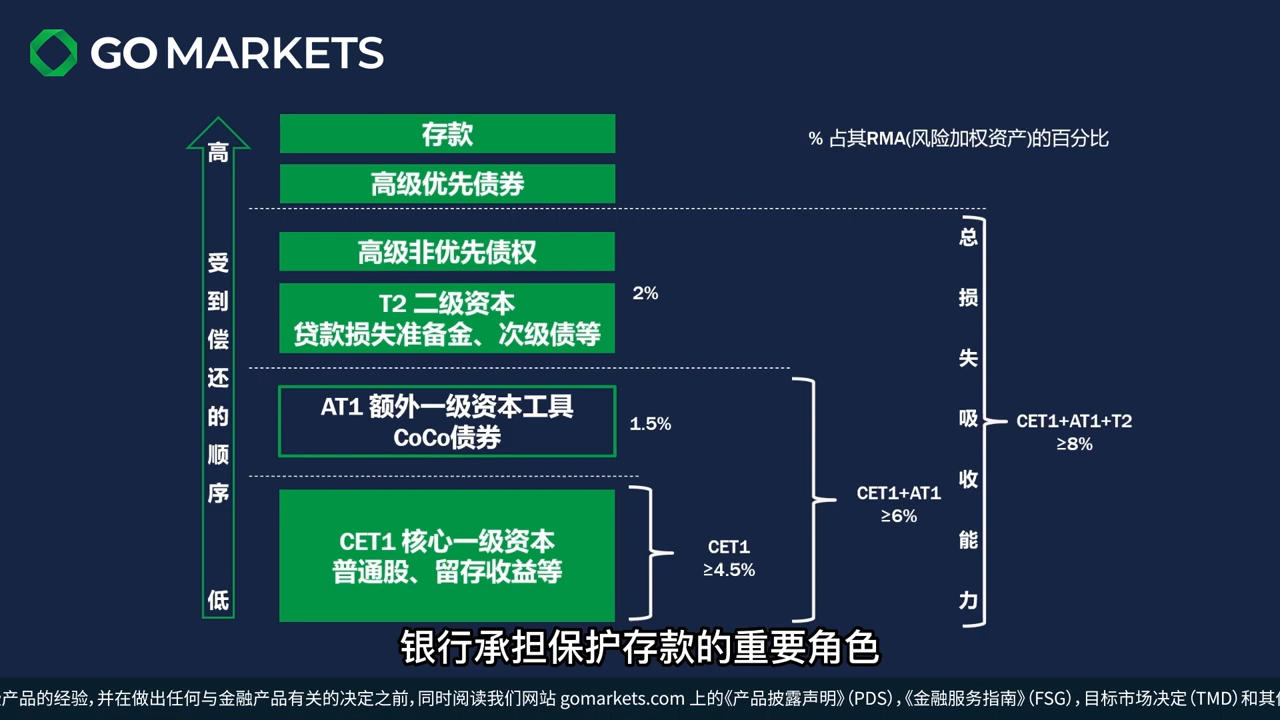 GO MARKETS
存款
% 占其RMA(风险加权资产)的百分比
高级优先债券
高级非优先债权
T2 二级资本
贷款损失准备金、次级债等
2%
AT1 额外一级资本工具
CoCo债券
1.5%
CET1 核心一级资本
普通股、留存收益等
CET1
≥4.5%
CET1+AT1
≥6%
CET1+AT1+T2
≥8%
高 受到偿还的顺序 低
总损失吸收能力
银行承担保护存款的重要角色
产品的经验，并在做出任何与金融产品有关的决定之前，同时阅读我们网站 gomarkets.com 上的《产品披露声明》（PDS），《金融服务指南》（FSG），目标市场决定（TMD）和其